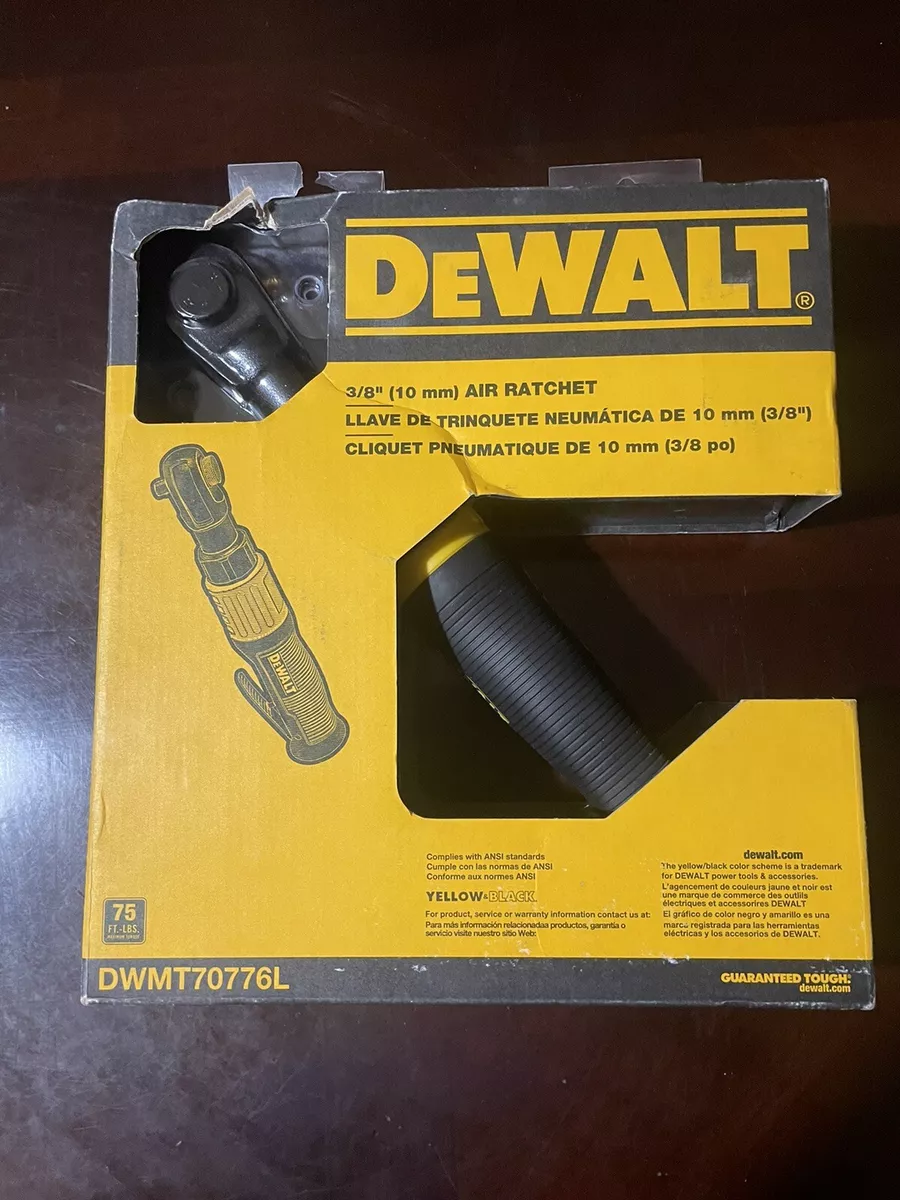 DEWALT®
3/8" (10 mm) AIR RATCHET
LLAVE DE TRINQUETE NEUMÁTICA DE 10 mm (3/8")
CLIQUET PNEUMATIQUE DE 10 mm (3/8 po)
DEWALT
Complies with ANSI standards
Cumple con las normas de ANSI
Conforme aux normes ANSI
YELLOW&BLACK.
For product, service or warranty information contact us at:
Para más información relacionadaa productos, garantía o
servicio visite nuestro sitio Web:
dewalt.com
The yellow/black color scheme is a trademark
for DEWALT power tools & accessories.
L'agencement de couleurs jaune et noir est
une marque de commerce des outlils
électriques et accessorires DEWALT
El gráfico de color negro y amarillo es una
marca registrada para las herramientas
eléctricas y los accesorios de DEWALT.
75
FT.-LBS.
MAXIMUM TORQUE
DWMT70776L
GUARANTEED TOUGH.®
dewalt.com